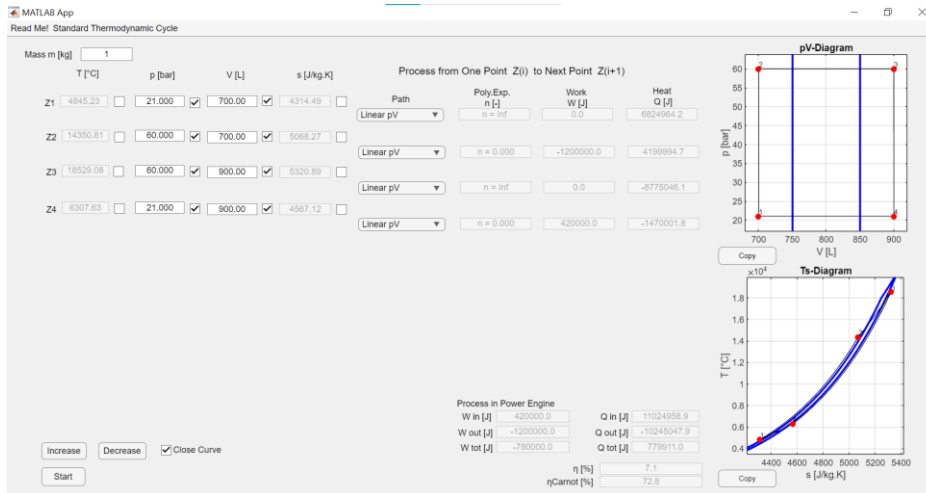 MATLAB App
Read Me! Standard Thermodynamic Cycle
Mass m [kg] 1
T [°C] p [bar] V [L] s [J/kg.K]
Process from One Point Z(i) to Next Point Z(i+1)
Path Poly.Exp. n [-] Work W [J] Heat Q [J]
Z1 4845.23 21.000 700.00 4314.49
Linear pV n = Inf 0.0 6824964.2
Z2 14350.81 60.000 700.00 5068.27
Linear pV n = 0.000 -1200000.0 4199994.7
Z3 18529.08 60.000 900.00 5320.89
Linear pV n = Inf 0.0 -8775046.1
Z4 6307.63 21.000 900.00 4567.12
Linear pV n = 0.000 420000.0 -1470001.8
Process in Power Engine
W in [J] 420000.0 Q in [J] 11024958.9
W out [J] -1200000.0 Q out [J] -10245047.9
W tot [J] -780000.0 Q tot [J] 779911.0
η [%] 7.1
ηCarnot [%] 72.8
Increase Decrease Close Curve
Start
pV-Diagram
p [bar]
60
55
50
45
40
35
30
25
20
2 3
1 4
700 750 800 850 900
V [L]
Copy
Ts-Diagram
×10⁴
T [°C]
1.8
1.6
1.4
1.2
1
0.8
0.6
0.4
4400 4600 4800 5000 5200 5400
s [J/kg.K]
Copy